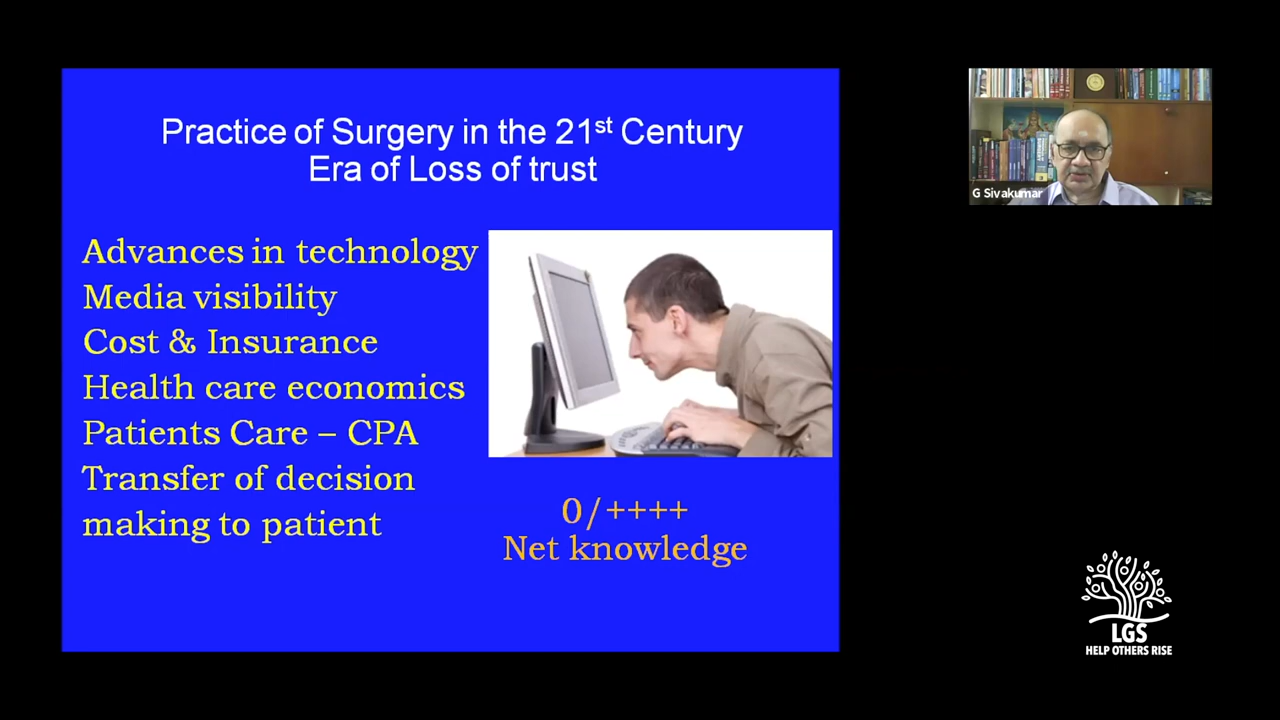 Practice of Surgery in the 21st Century
Era of Loss of trust
Advances in technology
Media visibility
Cost & Insurance
Health care economics
Patients Care – CPA
Transfer of decision
making to patient
0/++++
Net knowledge
G Sivakumar
LGS
HELP OTHERS RISE